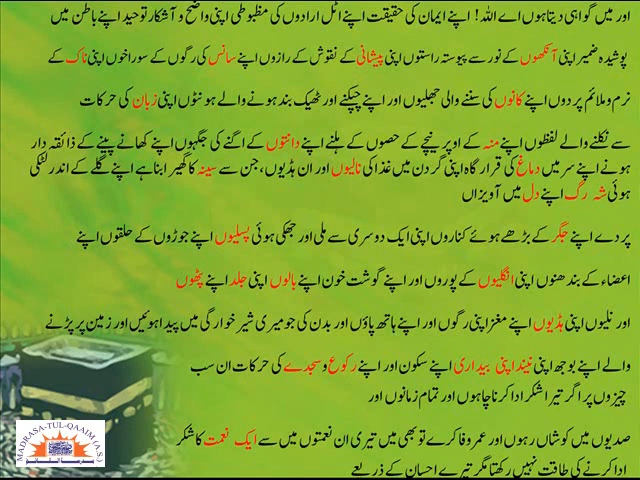 اور میں گواہی دیتا ہوں اے اللہ! اپنے ایمان کی حقیقت اپنے اٹل ارادوں کی مظبوطی اپنی واضح و آشکار توحید اپنے باطن میں
پوشیدہ ضمیر اپنی آنکھوں کے نور سے پیوستہ راستوں اپنی پیشانی کے نقوش کے رازوں اپنے سانس کی رگوں کے سوراخوں اپنی ناک کے
نرم و ملائم پردوں اپنے کانوں کی سننے والی جھلیوں اور اپنے چپکنے اور ٹھیک بند ہونے والے ہونٹوں اپنی زبان کی حرکات
سے نکلنے والے لفظوں اپنے منہ کے اوپر نیچے کے حصوں کے ہلنے اپنے دانتوں کے اگنے کی جگہوں اپنے کھانے پینے کے ذائقہ دار
ہونے اپنے سر میں دماغ کی قرار گاہ اپنی گردن میں غذا کی نالیوں اور ان ہڈیوں، جن سے سینہ کا گھیرا بنا ہے اپنے گلے کے اندر لٹکی
ہوئی شہ رگ اپنے دل میں آویزاں
پردے اپنے جگر کے بڑھے ہوئے کناروں اپنی ایک دوسری سے ملی اور جھکی ہوئی پسلیوں اپنے جوڑوں کے حلقوں اپنے
اعضاء کے بندھنوں اپنی انگلیوں کے پوروں اور اپنے گوشت خون اپنے بالوں اپنی جلد اپنے پٹھوں
اور نلیوں اپنی ہڈیوں اپنے مغز اپنی رگوں اور اپنے ہاتھ پاؤں اور بدن کی جو میری شیر خوارگی میں پیدا ہوئیں اور زمین پر پڑنے
والے اپنے بوجھ اپنی نیند اپنی بیداری اپنے سکون اور اپنے رکوع و سجدے کی حرکات ان سب
چیزوں پر اگر تیرا شکر ادا کرنا چاہوں اور تمام زمانوں اور
صدیوں میں کوشاں رہوں اور عمر وفا کرے تو بھی میں تیری ان نعمتوں میں سے ایک نعمت کا شکر
ادا کرنے کی طاقت نہیں رکھتا مگر تیرے احسان کے ذریعے
MADRASA-TUL-QAAIM (A.S.)